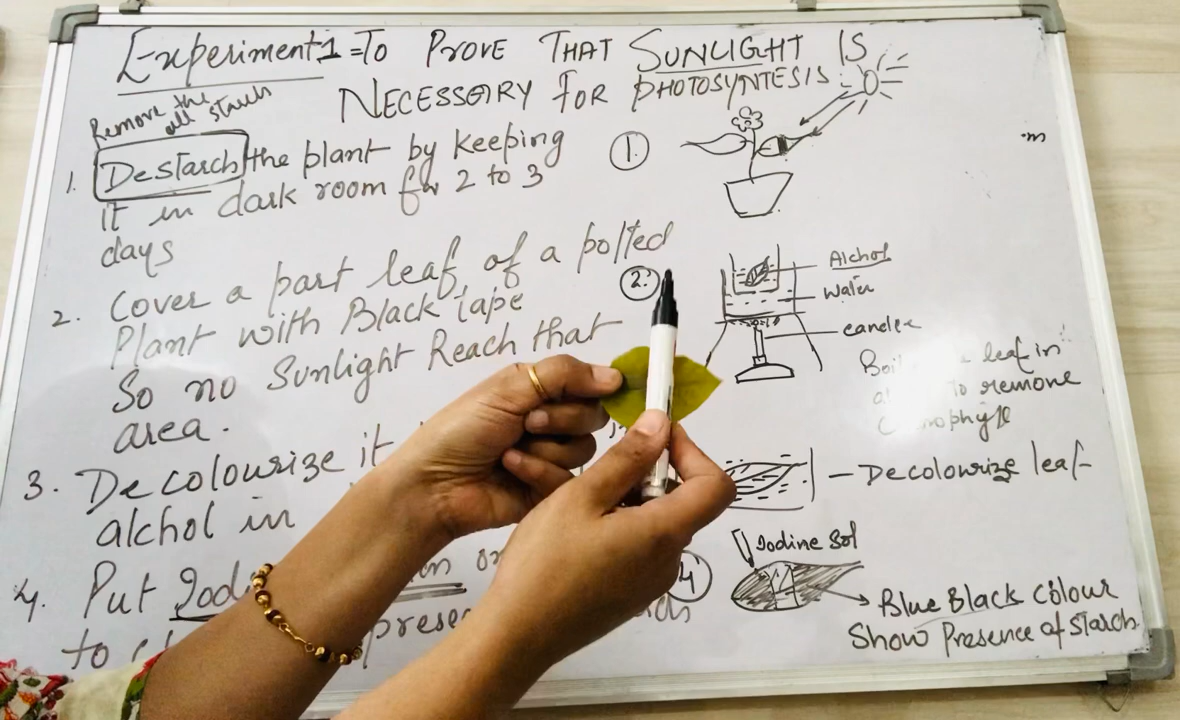 Experiment 1 = To PROVE THAT SUNLIGHT IS
NECESSARY FOR PHOTOSYNTESIS
Remove the
all starch
1. Destarch the plant by keeping
it in dark room for 2 to 3
days
2. Cover a part leaf of a potted
Plant with Black tape
So no Sunlight Reach that
area.
3. Decolourize it
alchol in
4. Put
to
1.
2.
Alchol
Water
candle
leaf in
to remove
Decolourize leaf
4
Iodine Sol
Blue Black colour
Show Presence of starch